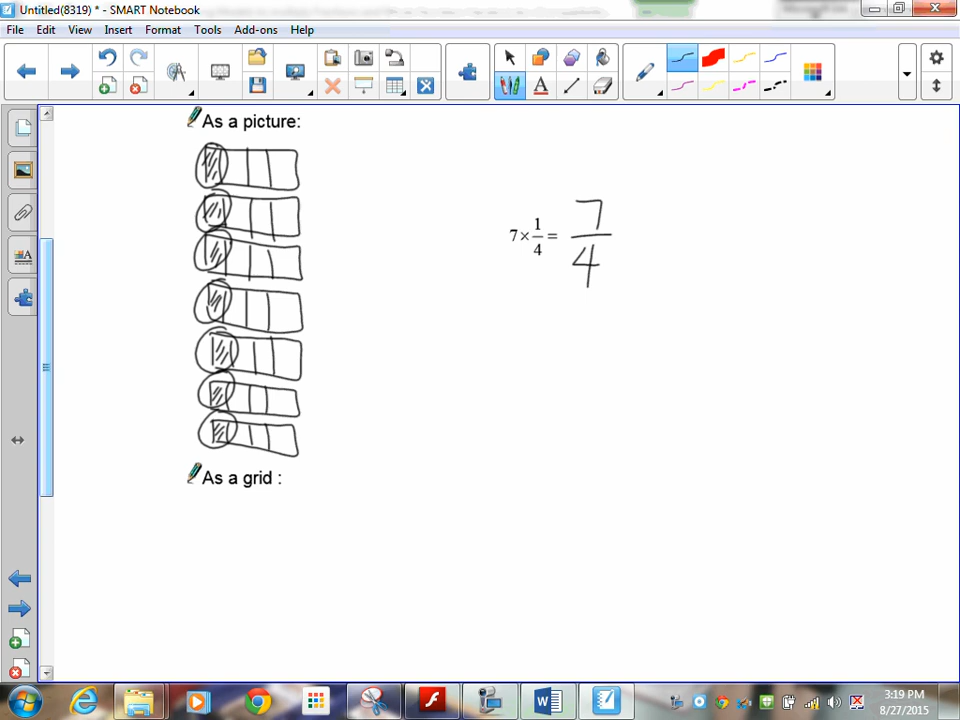 Untitled(8319) * - SMART Notebook
File Edit View Insert Format Tools Add-ons Help
As a picture:
7 × 1/4 = 7/4
As a grid :
3:19 PM
8/27/2015